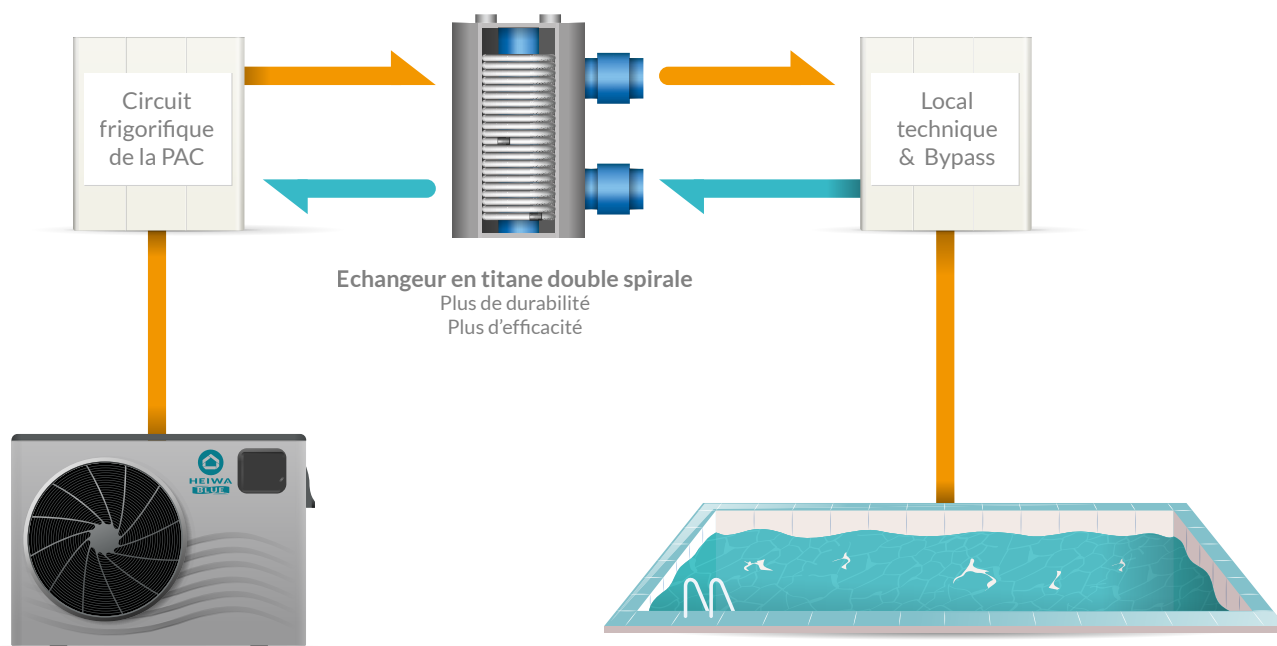 Circuit
frigorifique
de la PAC
Local
technique
& Bypass
Echangeur en titane double spirale
Plus de durabilité
Plus d’efficacité
HEIWA
BLUE